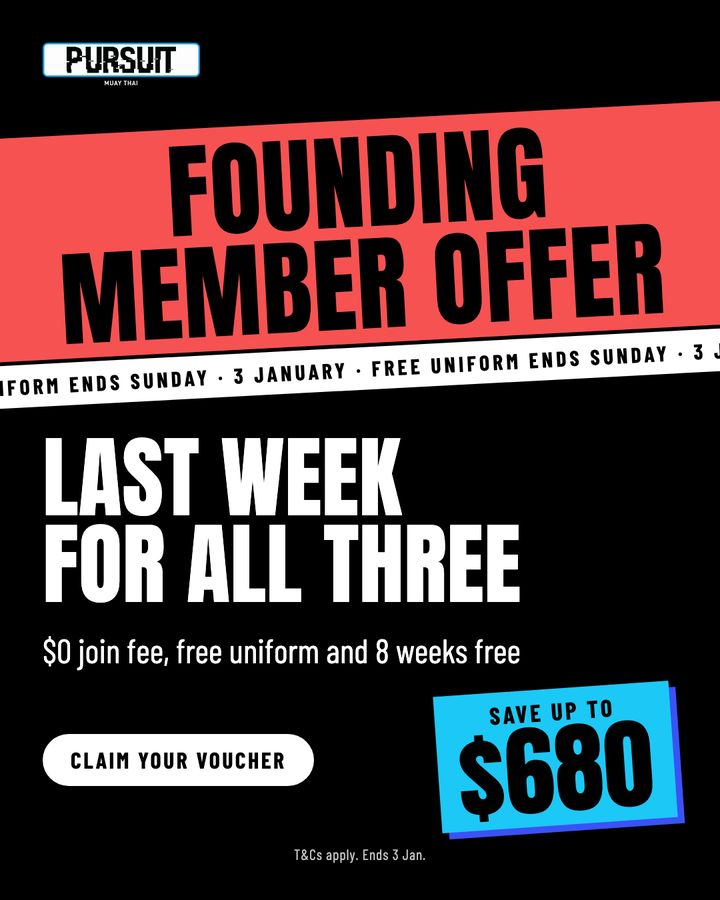 PURSUIT
MUAY THAI
FOUNDING
MEMBER OFFER
IFORM ENDS SUNDAY · 3 JANUARY · FREE UNIFORM ENDS SUNDAY · 3 J
LAST WEEK
FOR ALL THREE
$0 join fee, free uniform and 8 weeks free
SAVE UP TO
$680
CLAIM YOUR VOUCHER
T&Cs apply. Ends 3 Jan.